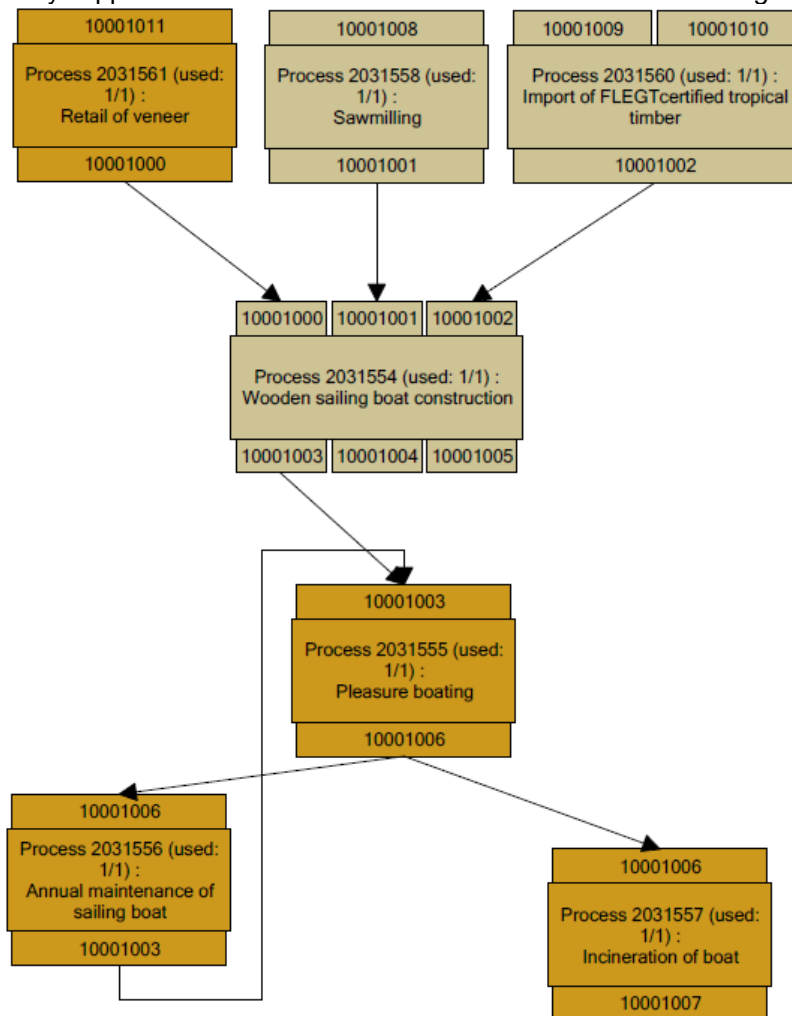 10001011
Process 2031561 (used:
1/1) :
Retail of veneer
10001000
10001008
Process 2031558 (used:
1/1) :
Sawmilling
10001001
10001009 10001010
Process 2031560 (used: 1/1) :
Import of FLEGTcertified tropical
timber
10001002
10001000 10001001 10001002
Process 2031554 (used: 1/1) :
Wooden sailing boat construction
10001003 10001004 10001005
10001003
Process 2031555 (used:
1/1) :
Pleasure boating
10001006
10001006
Process 2031556 (used:
1/1) :
Annual maintenance of
sailing boat
10001003
10001006
Process 2031557 (used:
1/1) :
Incineration of boat
10001007